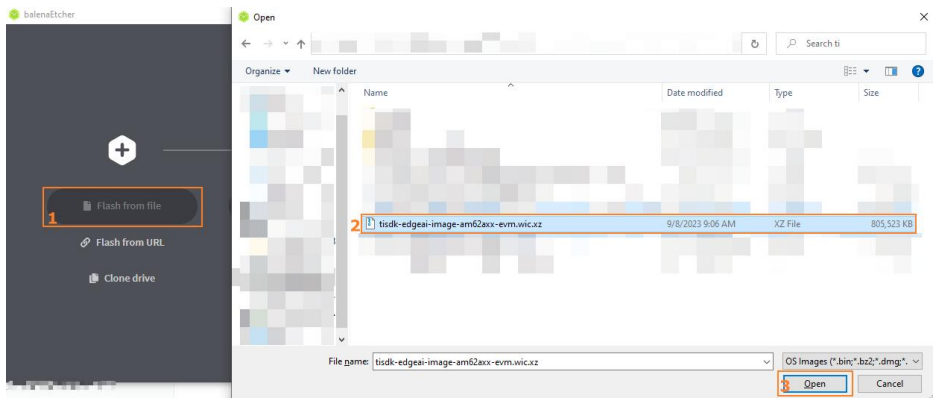 balenaEtcher
Flash from file
1
Flash from URL
Clone drive
Open
Search ti
Organize
New folder
Name
Date modified
Type
Size
2
tisdk-edgeai-image-am62axx-evm.wic.xz
9/8/2023 9:06 AM
XZ File
805,523 KB
File name:
tisdk-edgeai-image-am62axx-evm.wic.xz
OS Images (*.bin;*.bz2;*.dmg;*.
3
Open
Cancel